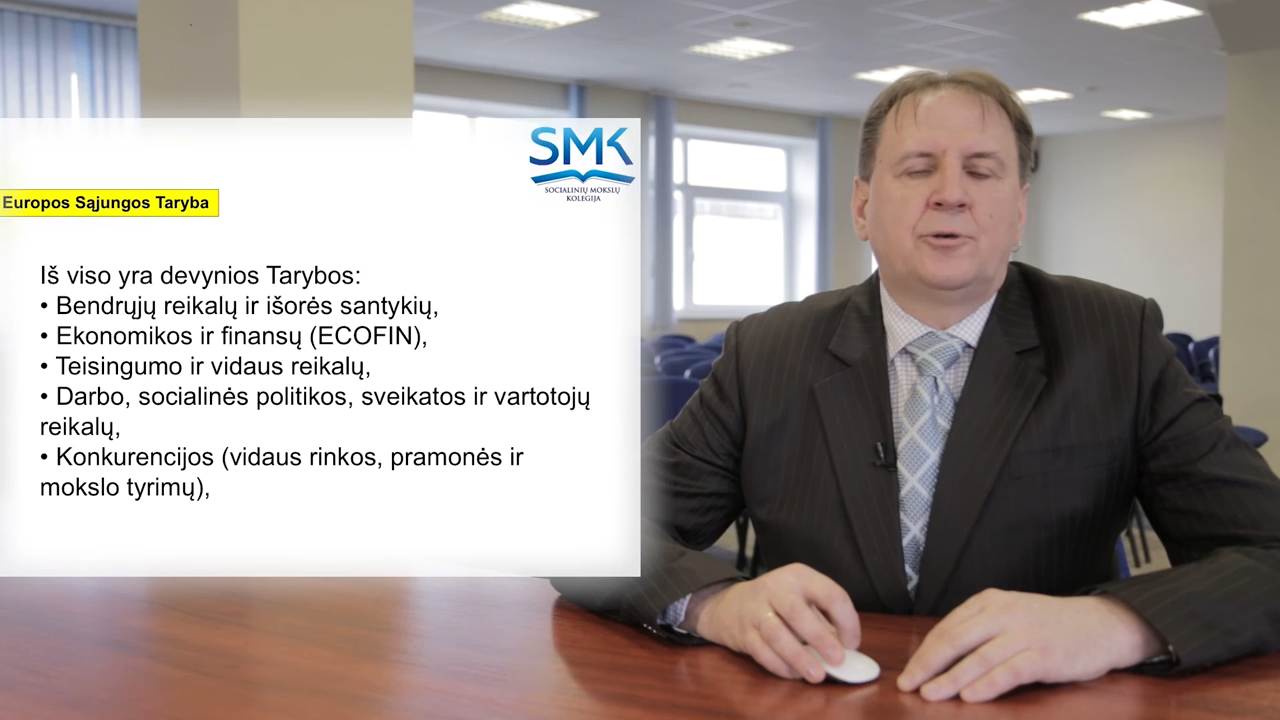 SMK
SOCIALINIŲ MOKSLŲ
KOLEGIJA
Europos Sąjungos Taryba
Iš viso yra devynios Tarybos:
• Bendrųjų reikalų ir išorės santykių,
• Ekonomikos ir finansų (ECOFIN),
• Teisingumo ir vidaus reikalų,
• Darbo, socialinės politikos, sveikatos ir vartotojų
reikalų,
• Konkurencijos (vidaus rinkos, pramonės ir
mokslo tyrimų),